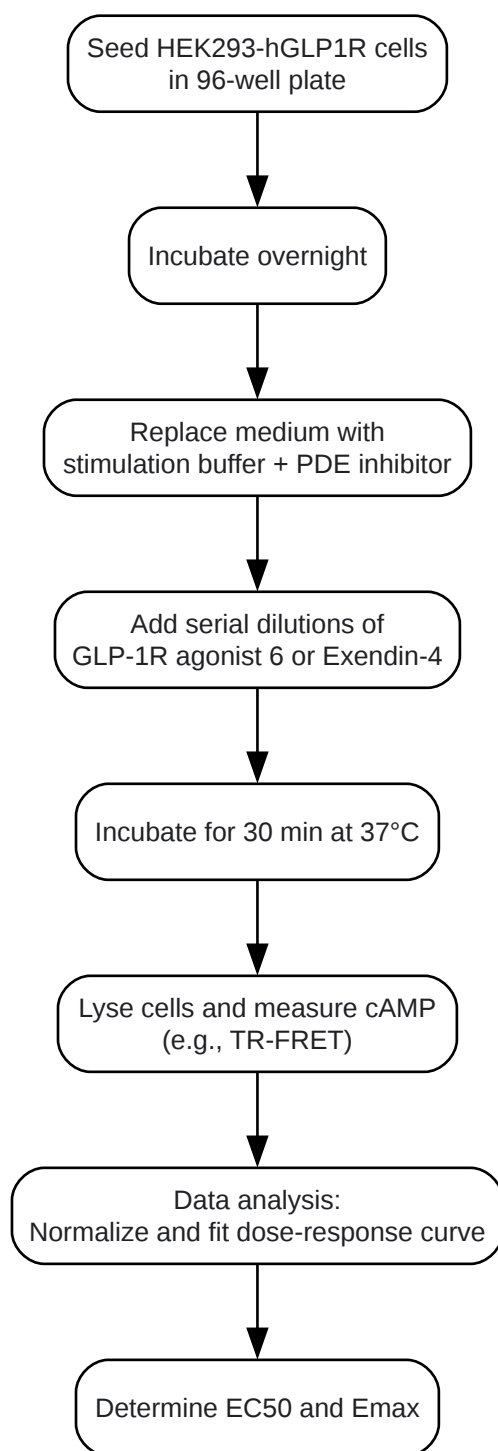 Seed HEK293-hGLP1R cells
in 96-well plate
Incubate overnight
Replace medium with
stimulation buffer + PDE inhibitor
Add serial dilutions of
GLP-1R agonist 6 or Exendin-4
Incubate for 30 min at 37°C
Lyse cells and measure cAMP
(e.g., TR-FRET)
Data analysis:
Normalize and fit dose-response curve
Determine EC50 and Emax